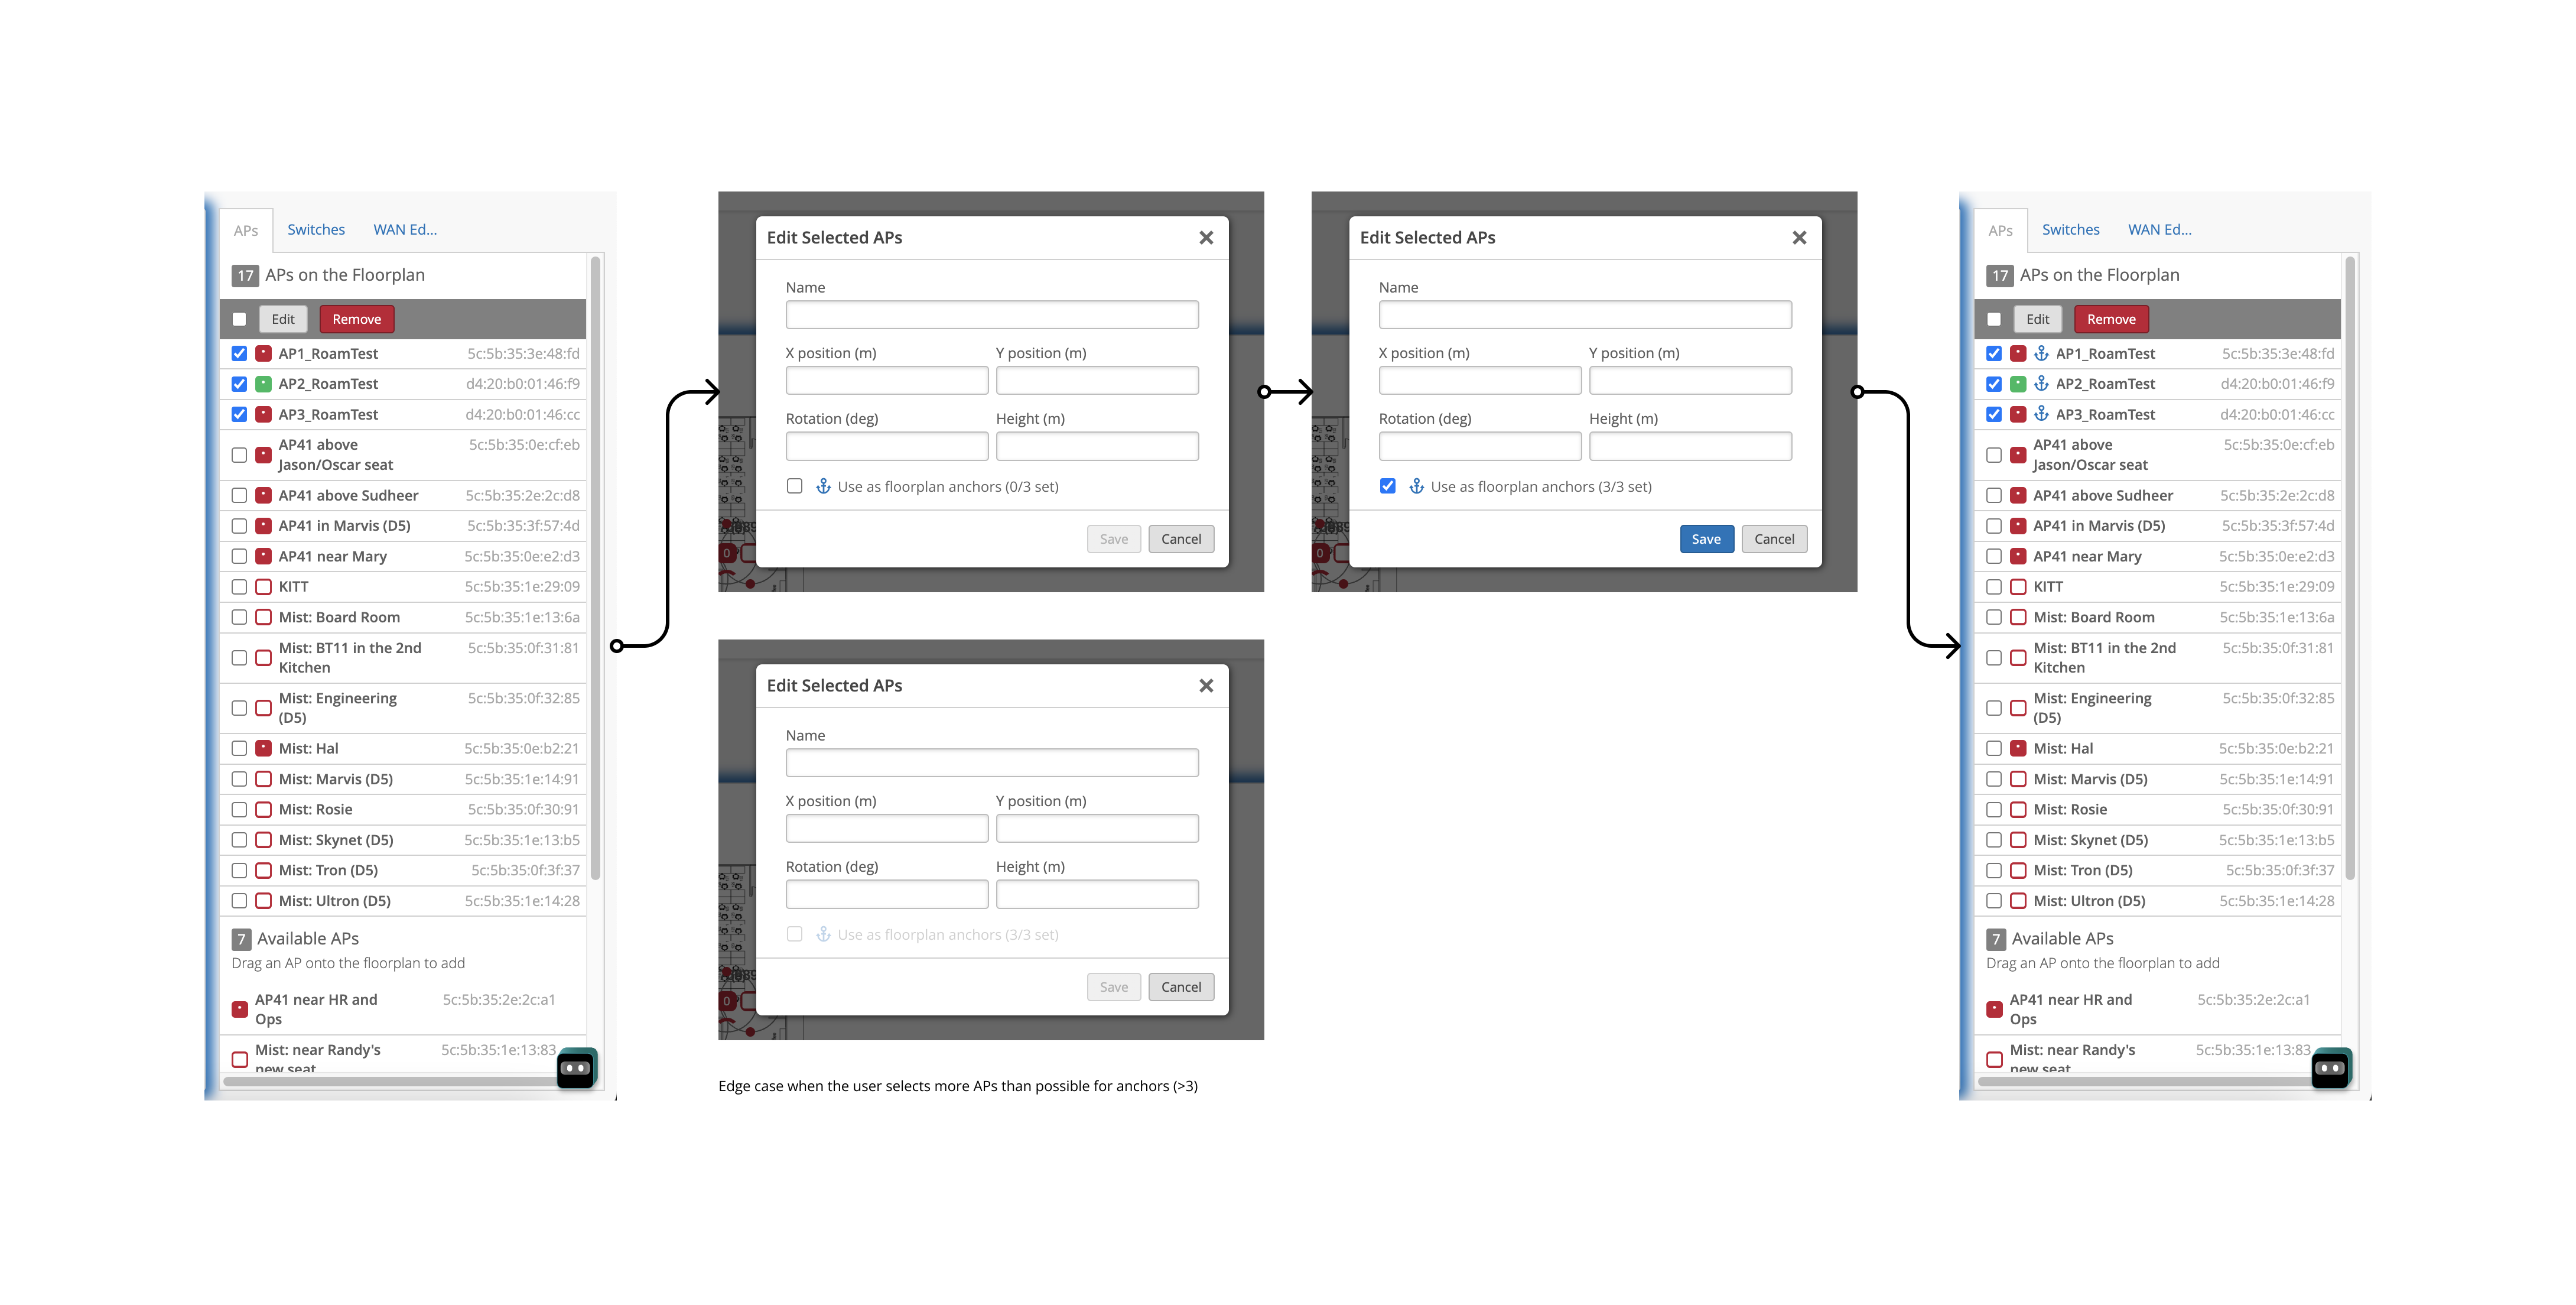 APs Switches WAN Ed...
17 APs on the Floorplan
Edit Remove
AP1_RoamTest 5c:5b:35:3e:48:fd
AP2_RoamTest d4:20:b0:01:46:f9
AP3_RoamTest d4:20:b0:01:46:cc
AP41 above 5c:5b:35:0e:cf:eb
Jason/Oscar seat
AP41 above Sudheer 5c:5b:35:2e:2c:d8
AP41 in Marvis (D5) 5c:5b:35:3f:57:4d
AP41 near Mary 5c:5b:35:0e:e2:d3
KITT 5c:5b:35:1e:29:09
Mist: Board Room 5c:5b:35:1e:13:6a
Mist: BT11 in the 2nd 5c:5b:35:0f:31:81
Kitchen
Mist: Engineering 5c:5b:35:0f:32:85
(D5)
Mist: Hal 5c:5b:35:0e:b2:21
Mist: Marvis (D5) 5c:5b:35:1e:14:91
Mist: Rosie 5c:5b:35:0f:30:91
Mist: Skynet (D5) 5c:5b:35:1e:13:b5
Mist: Tron (D5) 5c:5b:35:0f:3f:37
Mist: Ultron (D5) 5c:5b:35:1e:14:28
7 Available APs
Drag an AP onto the floorplan to add
AP41 near HR and 5c:5b:35:2e:2c:a1
Ops
Mist: near Randy's 5c:5b:35:1e:13:83
new seat
Edit Selected APs
Name
X position (m) Y position (m)
Rotation (deg) Height (m)
Use as floorplan anchors (0/3 set)
Save Cancel
Edit Selected APs
Name
X position (m) Y position (m)
Rotation (deg) Height (m)
Use as floorplan anchors (3/3 set)
Save Cancel
Edit Selected APs
Name
X position (m) Y position (m)
Rotation (deg) Height (m)
Use as floorplan anchors (3/3 set)
Save Cancel
Edge case when the user selects more APs than possible for anchors (>3)
APs Switches WAN Ed...
17 APs on the Floorplan
Edit Remove
AP1_RoamTest 5c:5b:35:3e:48:fd
AP2_RoamTest d4:20:b0:01:46:f9
AP3_RoamTest d4:20:b0:01:46:cc
AP41 above 5c:5b:35:0e:cf:eb
Jason/Oscar seat
AP41 above Sudheer 5c:5b:35:2e:2c:d8
AP41 in Marvis (D5) 5c:5b:35:3f:57:4d
AP41 near Mary 5c:5b:35:0e:e2:d3
KITT 5c:5b:35:1e:29:09
Mist: Board Room 5c:5b:35:1e:13:6a
Mist: BT11 in the 2nd 5c:5b:35:0f:31:81
Kitchen
Mist: Engineering 5c:5b:35:0f:32:85
(D5)
Mist: Hal 5c:5b:35:0e:b2:21
Mist: Marvis (D5) 5c:5b:35:1e:14:91
Mist: Rosie 5c:5b:35:0f:30:91
Mist: Skynet (D5) 5c:5b:35:1e:13:b5
Mist: Tron (D5) 5c:5b:35:0f:3f:37
Mist: Ultron (D5) 5c:5b:35:1e:14:28
7 Available APs
Drag an AP onto the floorplan to add
AP41 near HR and 5c:5b:35:2e:2c:a1
Ops
Mist: near Randy's 5c:5b:35:1e:13:83
new seat